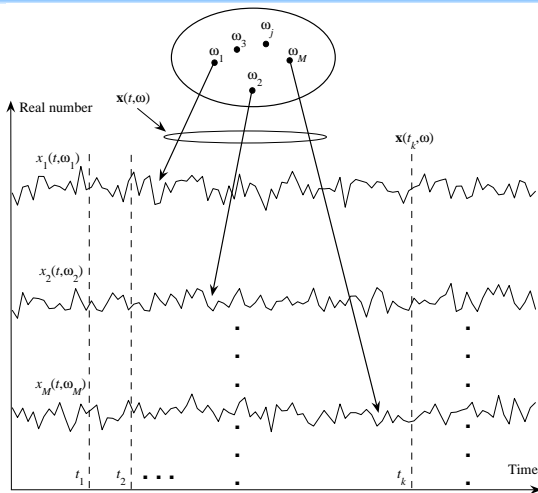 ω_j
ω_3
ω_1 ω_M
ω_2
x(t,ω)
Real number
x(t_k,ω)
x_1(t,ω_1)
x_2(t,ω_2)
x_M(t,ω_M)
Time
t_1 t_2 t_k